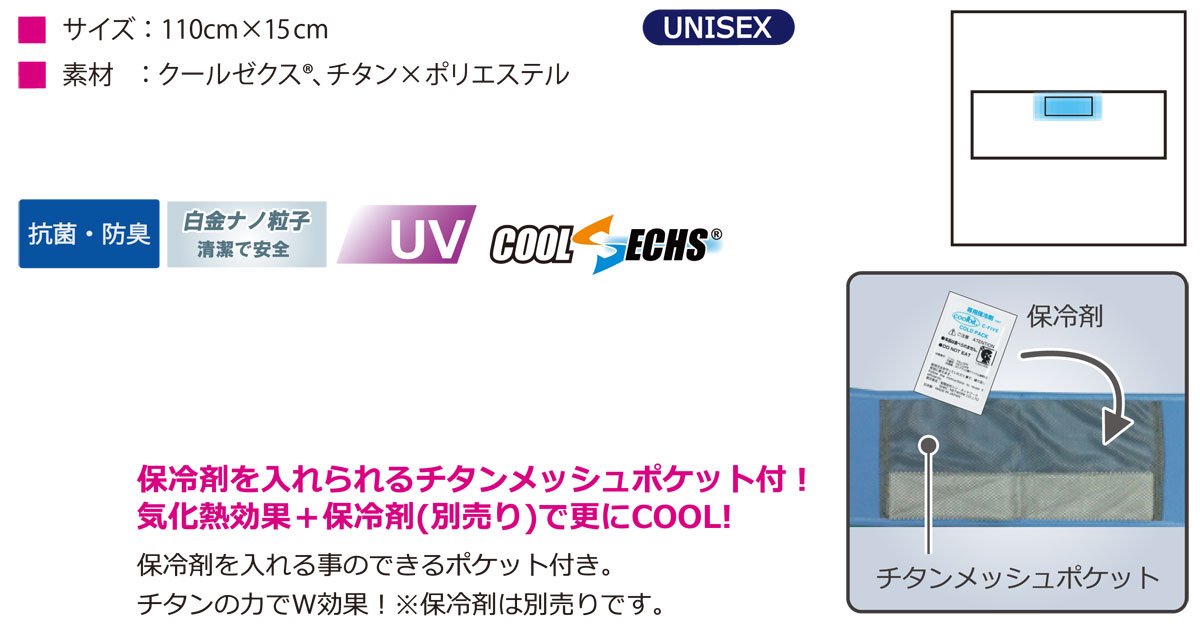 サイズ：110cm×15cm
UNISEX
素材　：クールゼクス®、チタン×ポリエステル
抗菌・防臭
白金ナノ粒子
清潔で安全
UV
COOL ECHS®
保冷剤
COLD PACK
DO NOT EAT
チタンメッシュポケット
保冷剤を入れられるチタンメッシュポケット付！
気化熱効果＋保冷剤(別売り)で更にCOOL!
保冷剤を入れる事のできるポケット付き。
チタンの力でW効果！※保冷剤は別売りです。